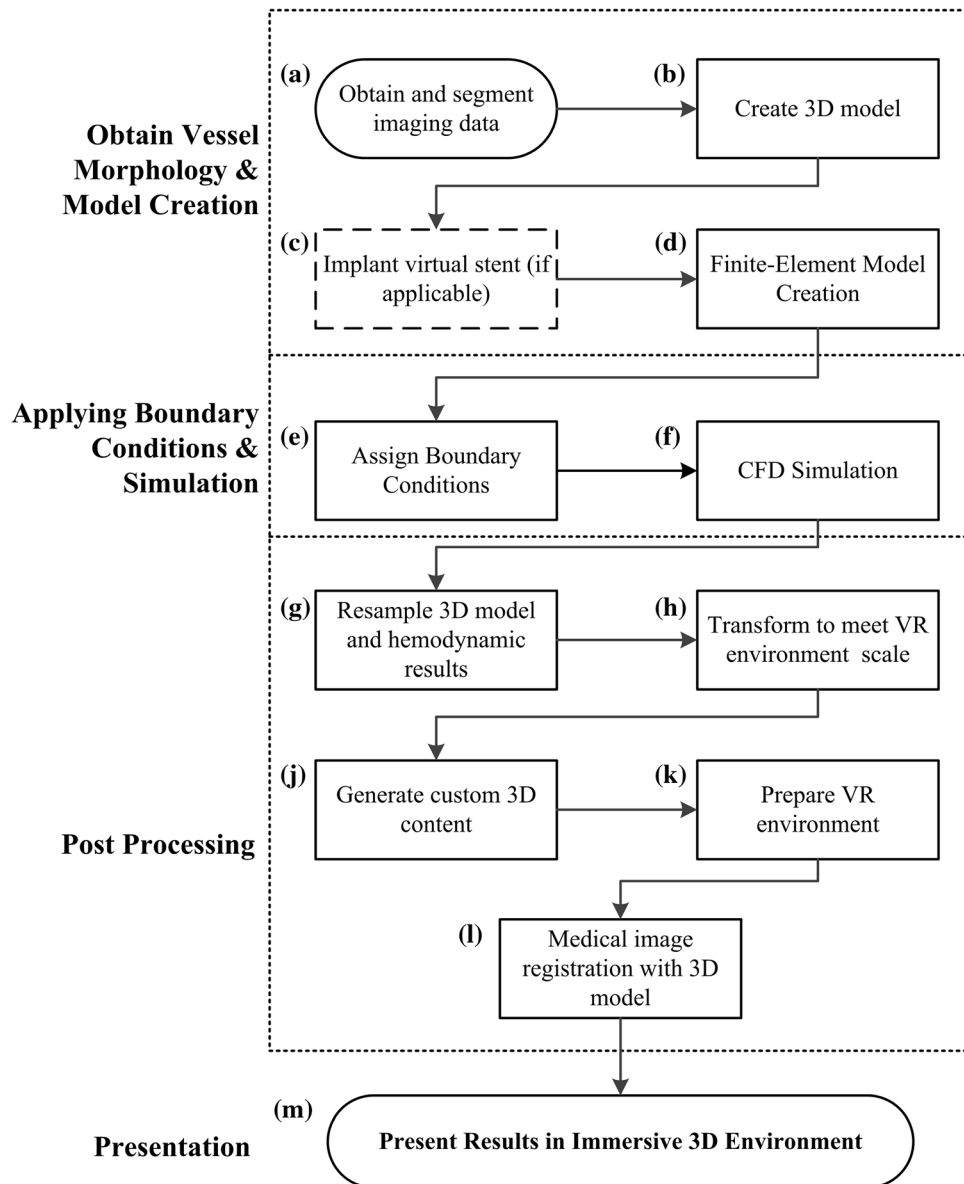 (a)
Obtain and segment
imaging data
(b)
Create 3D model
Obtain Vessel
Morphology &
Model Creation
(c)
Implant virtual stent (if
applicable)
(d)
Finite-Element Model
Creation
Applying Boundary
Conditions &
Simulation
(e)
Assign Boundary
Conditions
(f)
CFD Simulation
(g)
Resample 3D model
and hemodynamic
results
(h)
Transform to meet VR
environment scale
(j)
Generate custom 3D
content
(k)
Prepare VR
environment
Post Processing
(l)
Medical image
registration with 3D
model
(m)
Present Results in Immersive 3D Environment
Presentation